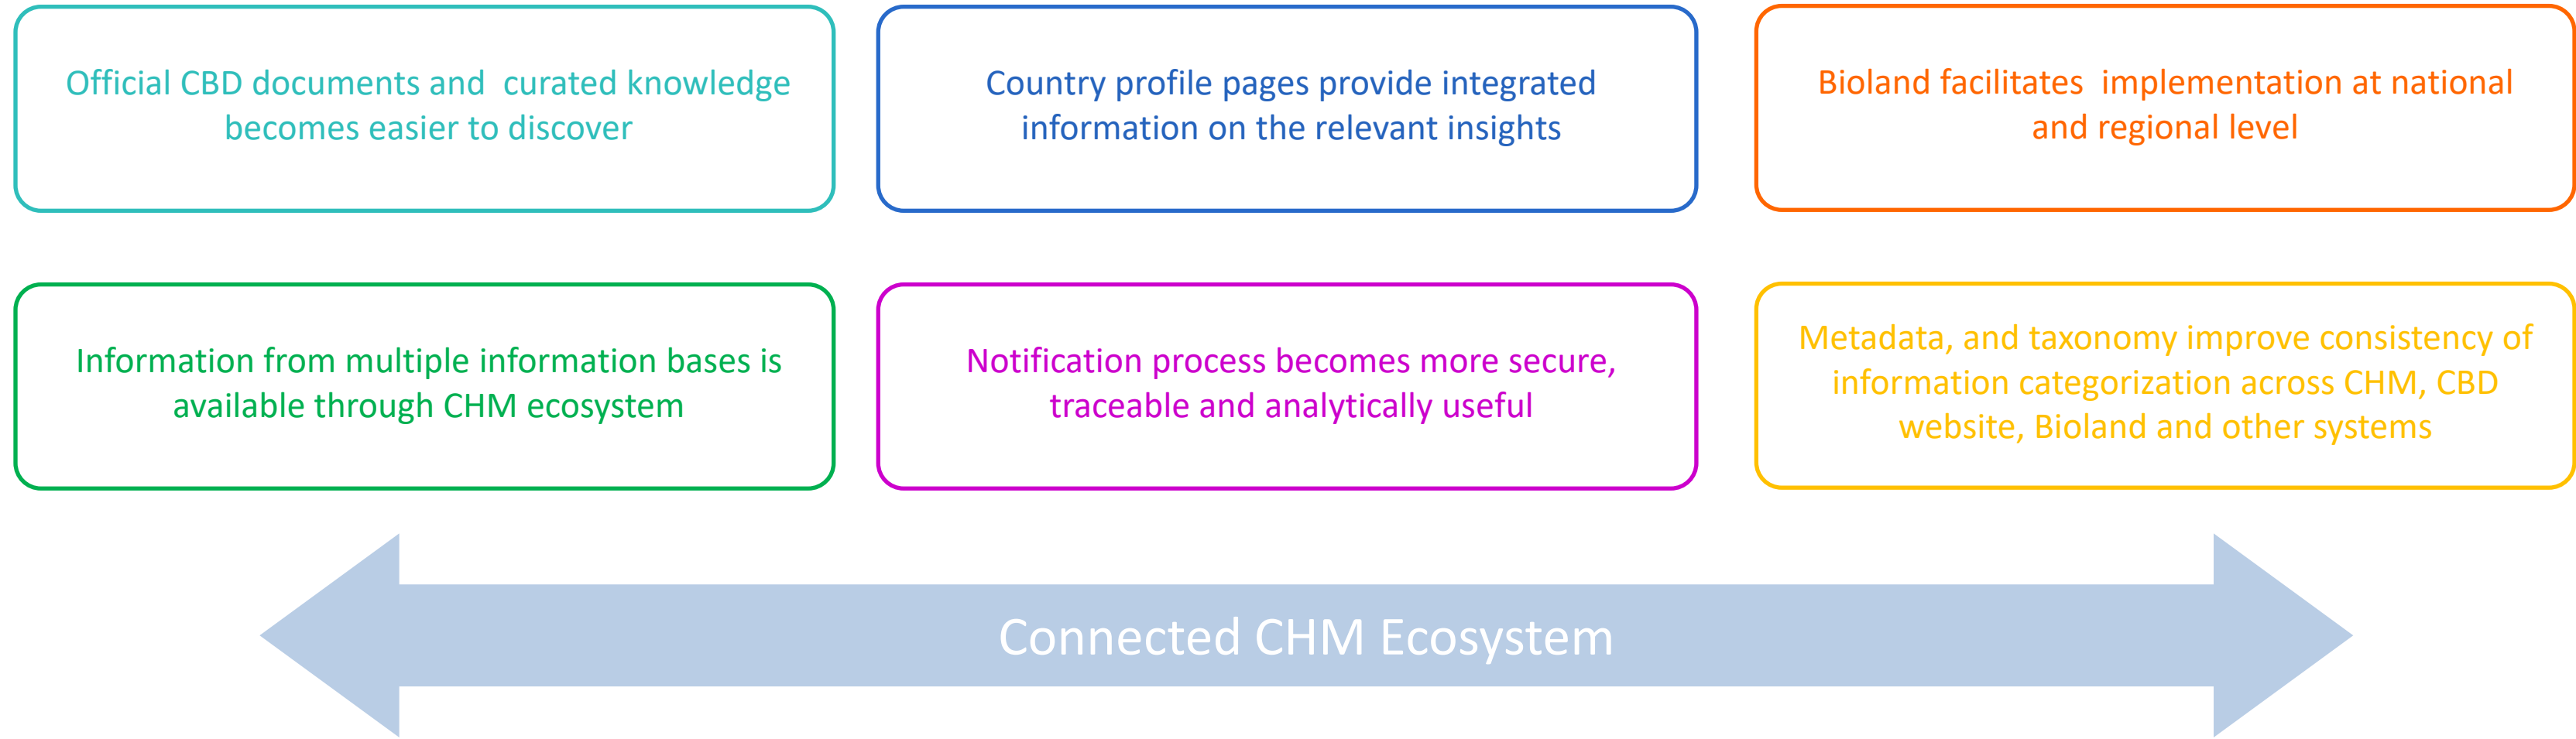 Official CBD documents and  curated knowledge
becomes easier to discover
Country profile pages provide integrated
information on the relevant insights
Bioland facilitates  implementation at national
and regional level
Information from multiple information bases is
available through CHM ecosystem
Notification process becomes more secure,
traceable and analytically useful
Metadata, and taxonomy improve consistency of
information categorization across CHM, CBD
website, Bioland and other systems
Connected CHM Ecosystem